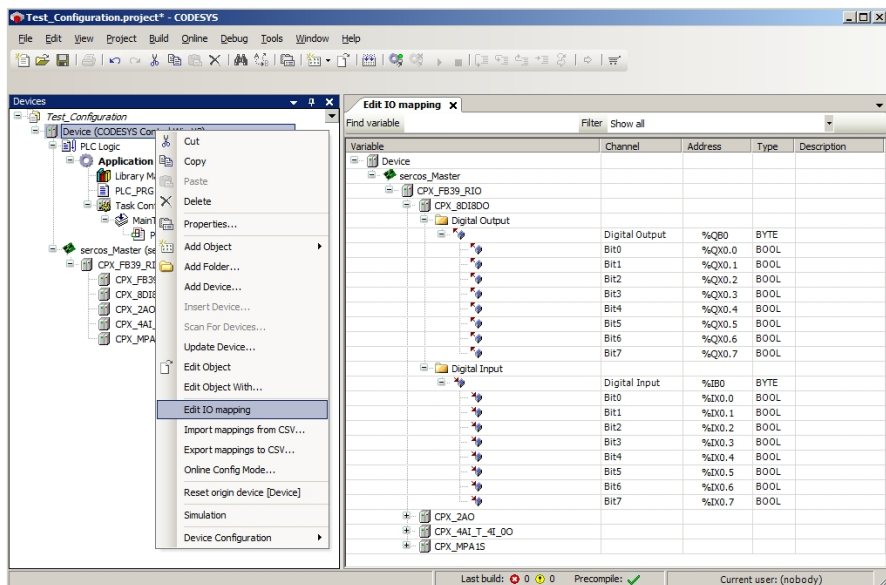 Test_Configuration.project* - CODESYS
File Edit View Project Build Online Debug Tools Window Help
Devices
Test_Configuration
Device (CODESYS Con
PLC Logic
Application
Library M
PLC_PRG
Task Con
MainT
P
sercos_Master (se
CPX_FB39_RI
CPX_FB39
CPX_8DI8
CPX_2AO
CPX_4AI_
CPX_MPA
Cut
Copy
Paste
Delete
Properties...
Add Object
Add Folder...
Add Device...
Insert Device...
Scan For Devices...
Update Device...
Edit Object
Edit Object With...
Edit IO mapping
Import mappings from CSV...
Export mappings to CSV...
Online Config Mode...
Reset origin device [Device]
Simulation
Device Configuration
Edit IO mapping
Find variable Filter Show all
Variable Channel Address Type Description
Device
sercos_Master
CPX_FB39_RIO
CPX_8DI8DO
Digital Output
Digital Output %QB0 BYTE
Bit0 %QX0.0 BOOL
Bit1 %QX0.1 BOOL
Bit2 %QX0.2 BOOL
Bit3 %QX0.3 BOOL
Bit4 %QX0.4 BOOL
Bit5 %QX0.5 BOOL
Bit6 %QX0.6 BOOL
Bit7 %QX0.7 BOOL
Digital Input
Digital Input %IB0 BYTE
Bit0 %IX0.0 BOOL
Bit1 %IX0.1 BOOL
Bit2 %IX0.2 BOOL
Bit3 %IX0.3 BOOL
Bit4 %IX0.4 BOOL
Bit5 %IX0.5 BOOL
Bit6 %IX0.6 BOOL
Bit7 %IX0.7 BOOL
CPX_2AO
CPX_4AI_T_4I_0O
CPX_MPA1S
Last build: 0 0 Precompile: Current user: (nobody)